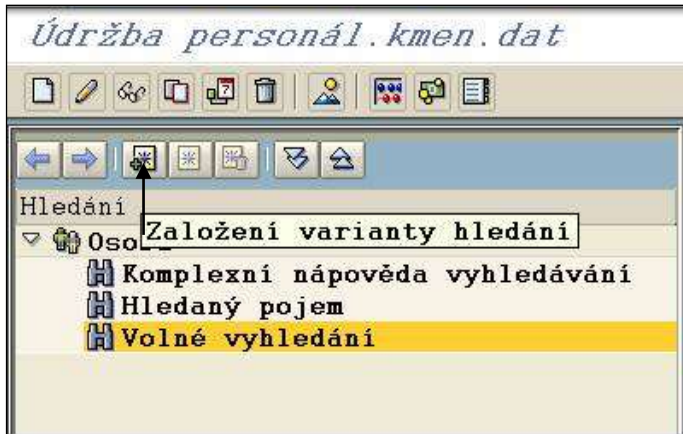 Údržba personál.kmen.dat
Hledání
Založení varianty hledání
Komplexní nápověda vyhledávání
Hledaný pojem
Volné vyhledání